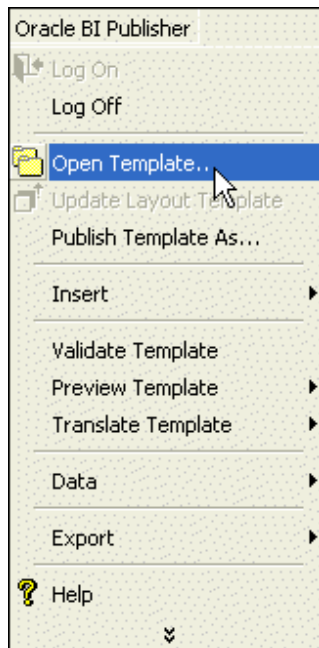 Oracle BI Publisher
Log On
Log Off
Open Template...
Update Layout Template
Publish Template As...
Insert
Validate Template
Preview Template
Translate Template
Data
Export
Help